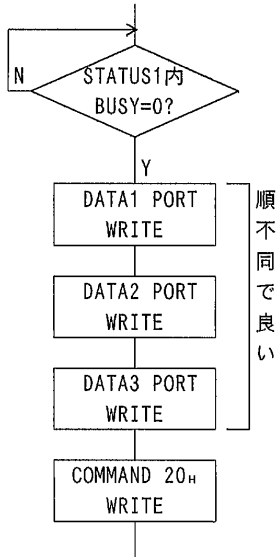 STATUS1内
BUSY=0?
N
Y
DATA1 PORT
WRITE
DATA2 PORT
WRITE
DATA3 PORT
WRITE
順不同で良い
COMMAND 20H
WRITE